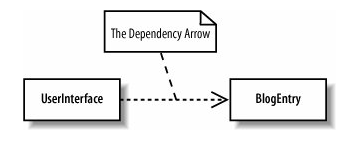 The Dependency Arrow
UserInterface
BlogEntry